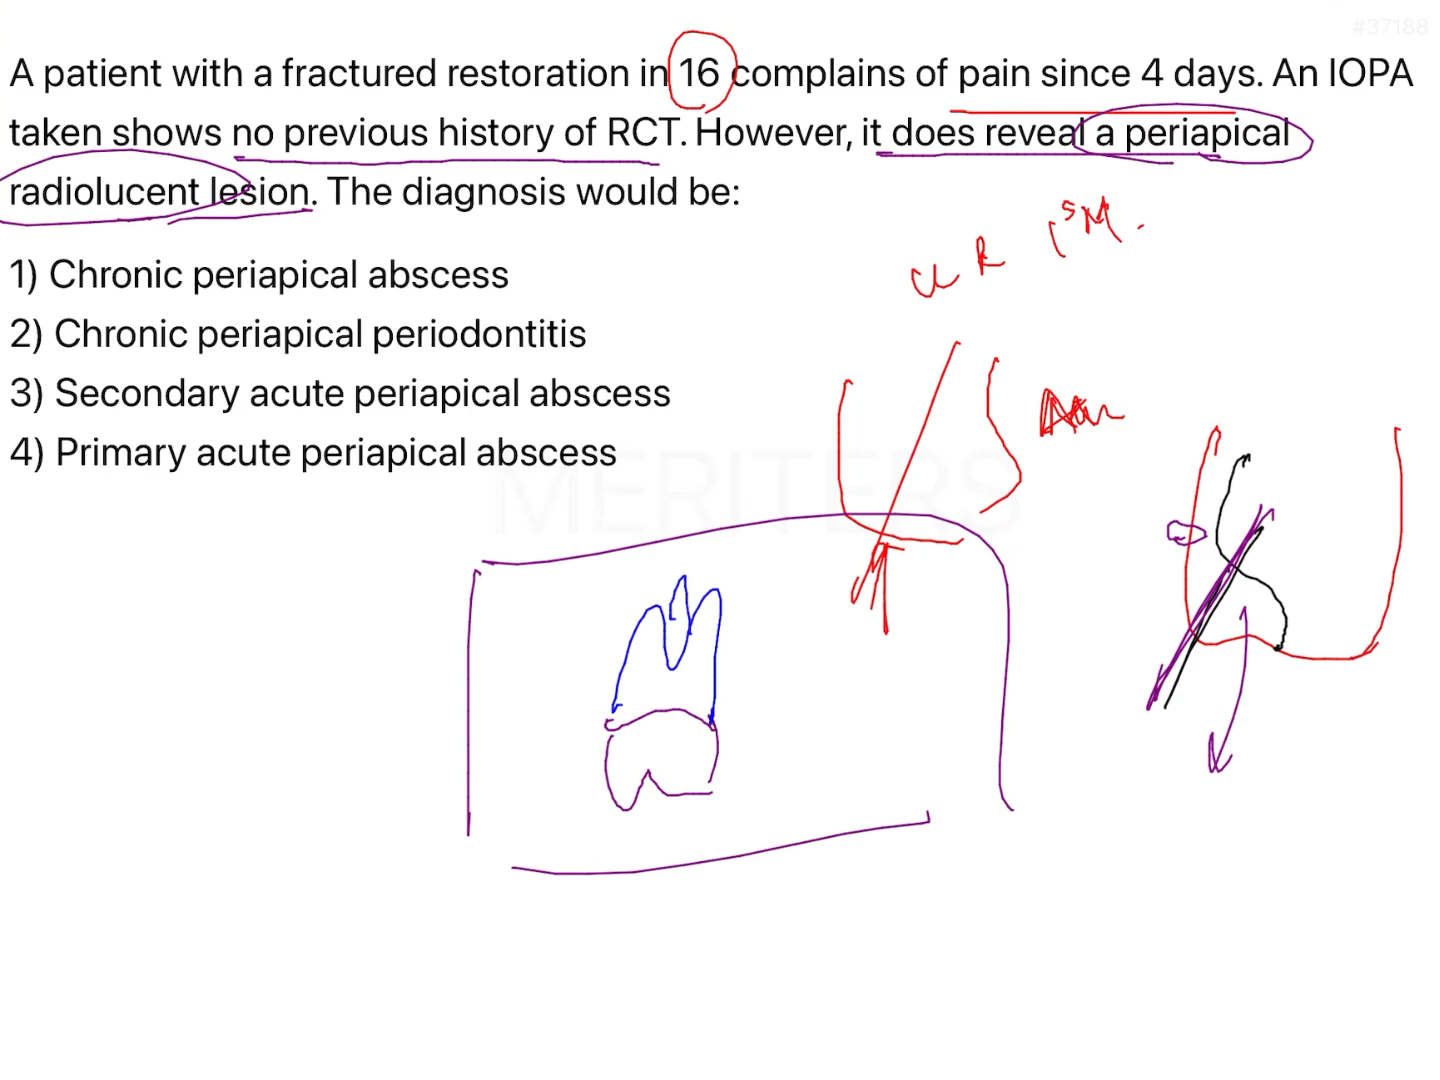 #37188
A patient with a fractured restoration in 16 complains of pain since 4 days. An IOPA
taken shows no previous history of RCT. However, it does reveal a periapical
radiolucent lesion. The diagnosis would be:
1) Chronic periapical abscess
2) Chronic periapical periodontitis
3) Secondary acute periapical abscess
4) Primary acute periapical abscess
MERITERS